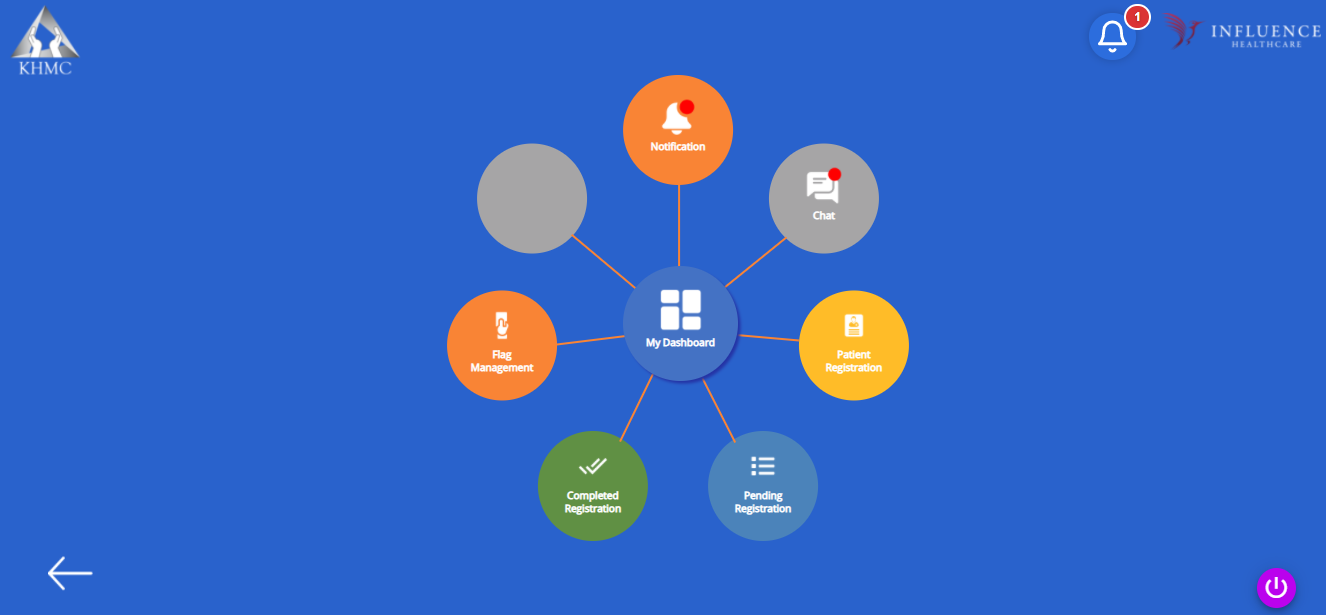 KHMC
1
INFLUENCE
HEALTHCARE
Notification
Chat
My Dashboard
Flag
Management
Patient
Registration
Completed
Registration
Pending
Registration